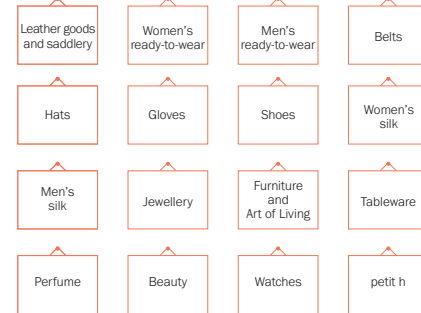 Leather goods
and saddlery
Women's
ready-to-wear
Men's
ready-to-wear
Belts
Hats
Gloves
Shoes
Women's
silk
Men's
silk
Jewellery
Furniture
and
Art of Living
Tableware
Perfume
Beauty
Watches
petit h